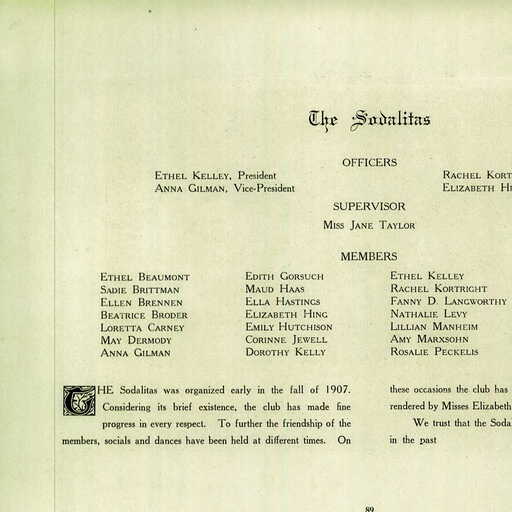 The Sodalitas
OFFICERS
ETHEL KELLEY, President
ANNA GILMAN, Vice-President
RACHEL KORT
ELIZABETH HI
SUPERVISOR
MISS JANE TAYLOR
MEMBERS
ETHEL BEAUMONT
SADIE BRITTMAN
ELLEN BRENNEN
BEATRICE BRODER
LORETTA CARNEY
MAY DERMODY
ANNA GILMAN
EDITH GORSUCH
MAUD HAAS
ELLA HASTINGS
ELIZABETH HING
EMILY HUTCHISON
CORINNE JEWELL
DOROTHY KELLY
ETHEL KELLEY
RACHEL KORTRIGHT
FANNY D. LANGWORTHY
NATHALIE LEVY
LILLIAN MANHEIM
AMY MARXSOHN
ROSALIE PECKELIS
THE Sodalitas was organized early in the fall of 1907.
Considering its brief existence, the club has made fine
progress in every respect. To further the friendship of the
members, socials and dances have been held at different times. On
these occasions the club has
rendered by Misses Elizabeth
We trust that the Soda
in the past
89